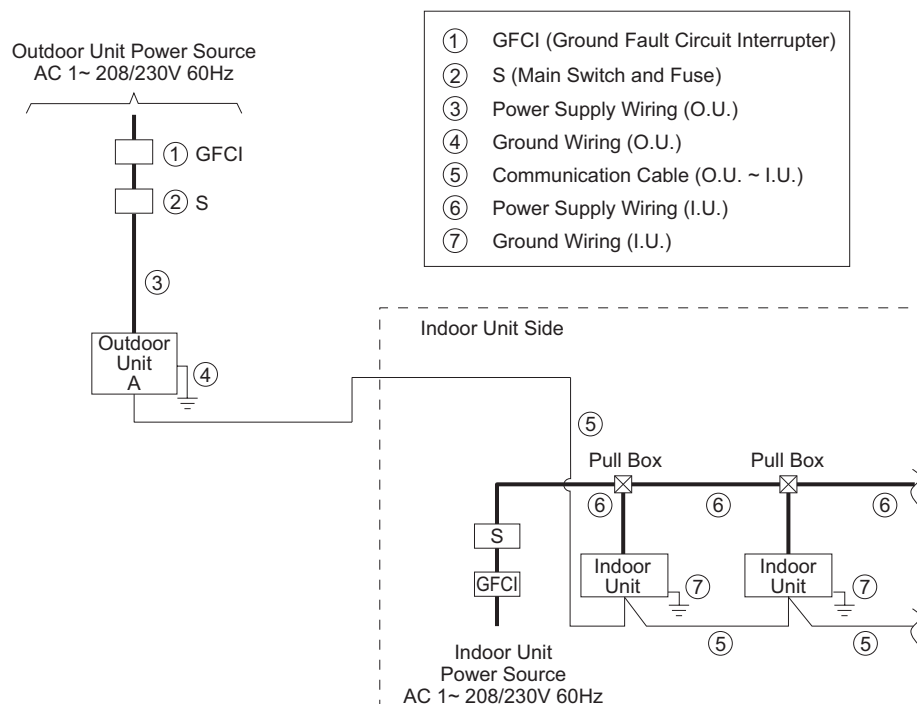 Outdoor Unit Power Source
AC 1~ 208/230V 60Hz
① GFCI
② S
③
Outdoor
Unit
A
④
① GFCI (Ground Fault Circuit Interrupter)
② S (Main Switch and Fuse)
③ Power Supply Wiring (O.U.)
④ Ground Wiring (O.U.)
⑤ Communication Cable (O.U. ~ I.U.)
⑥ Power Supply Wiring (I.U.)
⑦ Ground Wiring (I.U.)
Indoor Unit Side
⑤
Pull Box
Pull Box
⑥
⑥
⑥
S
GFCI
Indoor
Unit
⑦
Indoor
Unit
⑦
⑤
⑤
Indoor Unit
Power Source
AC 1~ 208/230V 60Hz